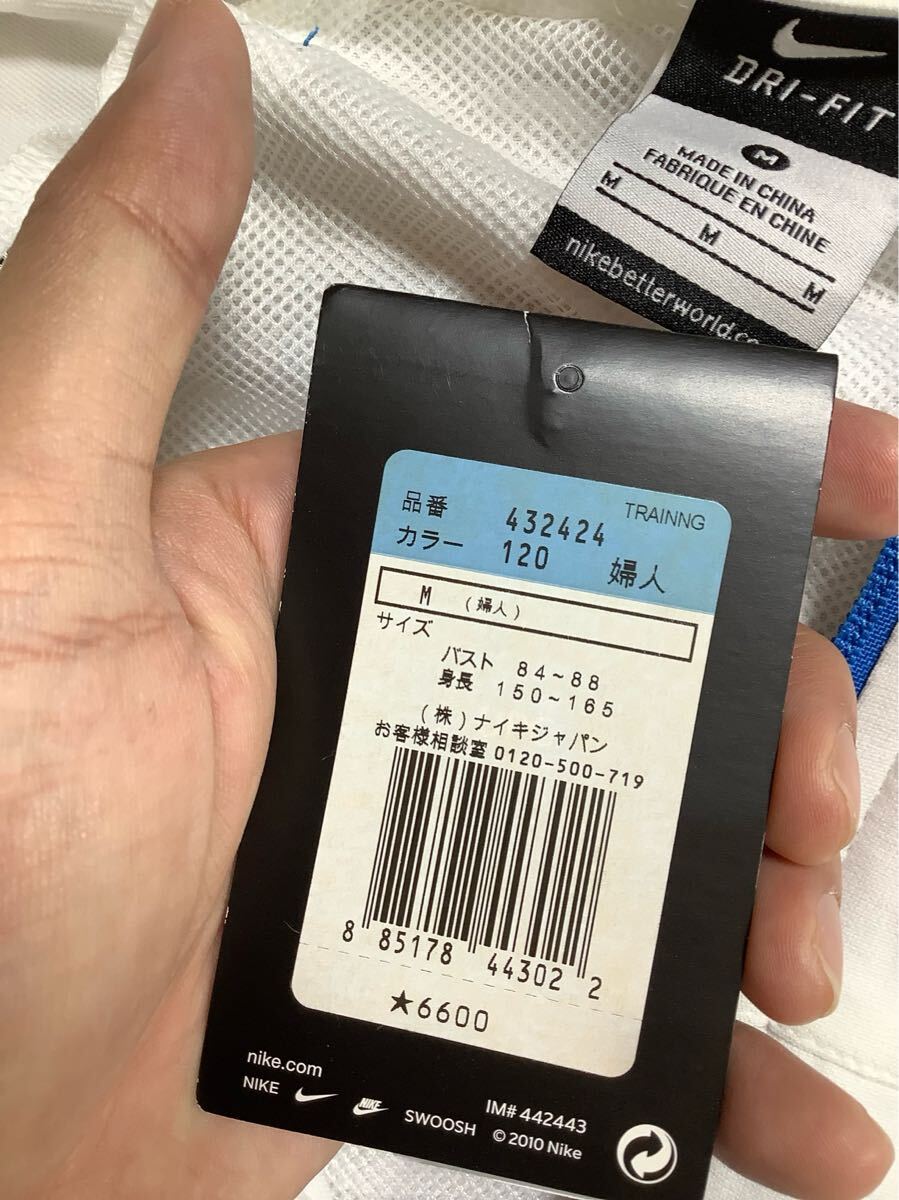 DRI-FIT
M
MADE IN CHINA
FABRIQUE EN CHINE
M M M
nikebetterworld.co
品番 432424 TRAINNG
カラー 120 婦人
M (婦人)
サイズ
バスト 84~88
身長 150~165
(株)ナイキジャパン
お客様相談室 0120-500-719
8 85178 44302 2
★6600
nike.com
NIKE NIKE SWOOSH IM# 442443
© 2010 Nike